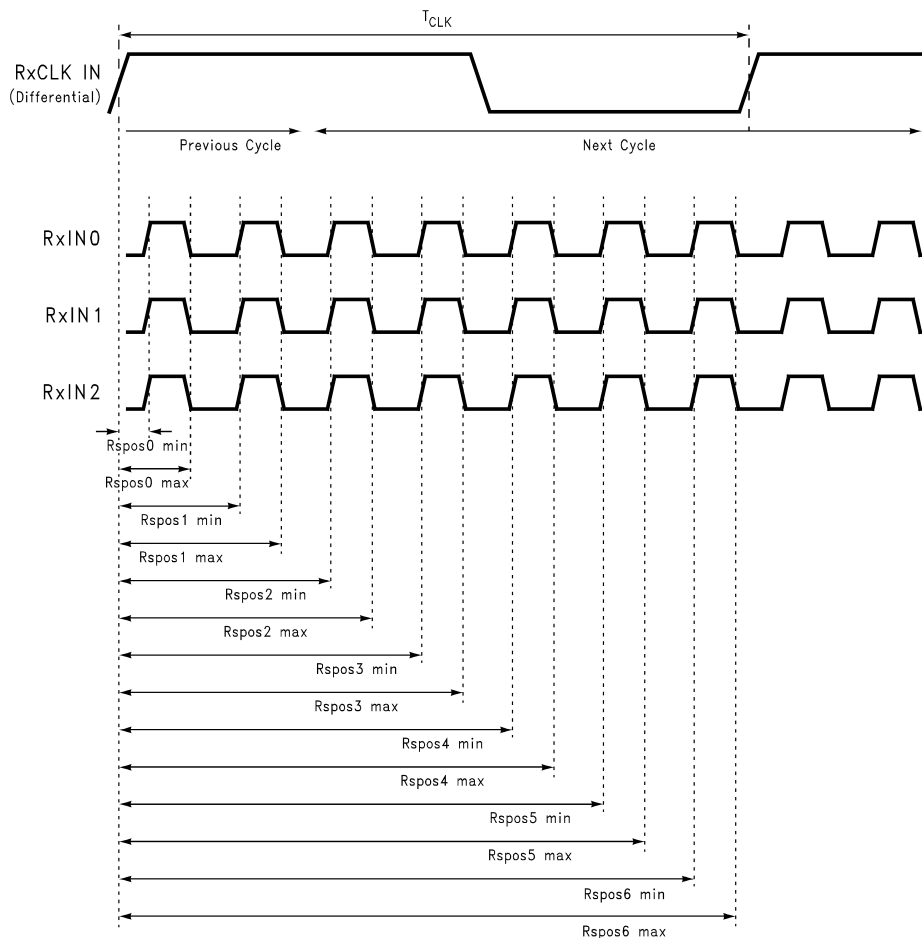 T_CLK
RxCLK IN
(Differential)
Previous Cycle
Next Cycle
RxIN0
RxIN1
RxIN2
Rspos0 min
Rspos0 max
Rspos1 min
Rspos1 max
Rspos2 min
Rspos2 max
Rspos3 min
Rspos3 max
Rspos4 min
Rspos4 max
Rspos5 min
Rspos5 max
Rspos6 min
Rspos6 max